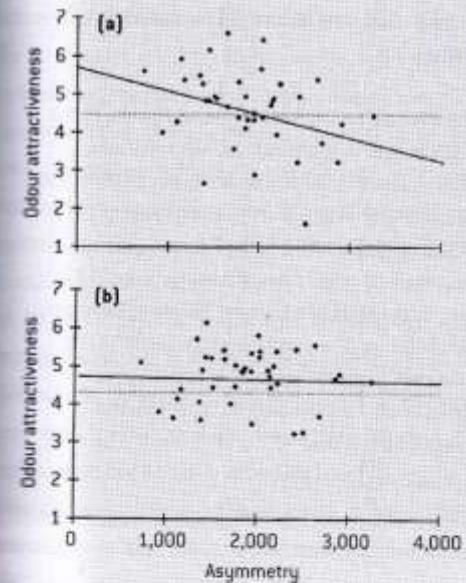 7
(a)
6
5
4
3
2
1
Odour attractiveness
7
(b)
6
5
4
3
2
1
Odour attractiveness
0 1,000 2,000 3,000 4,000
Asymmetry